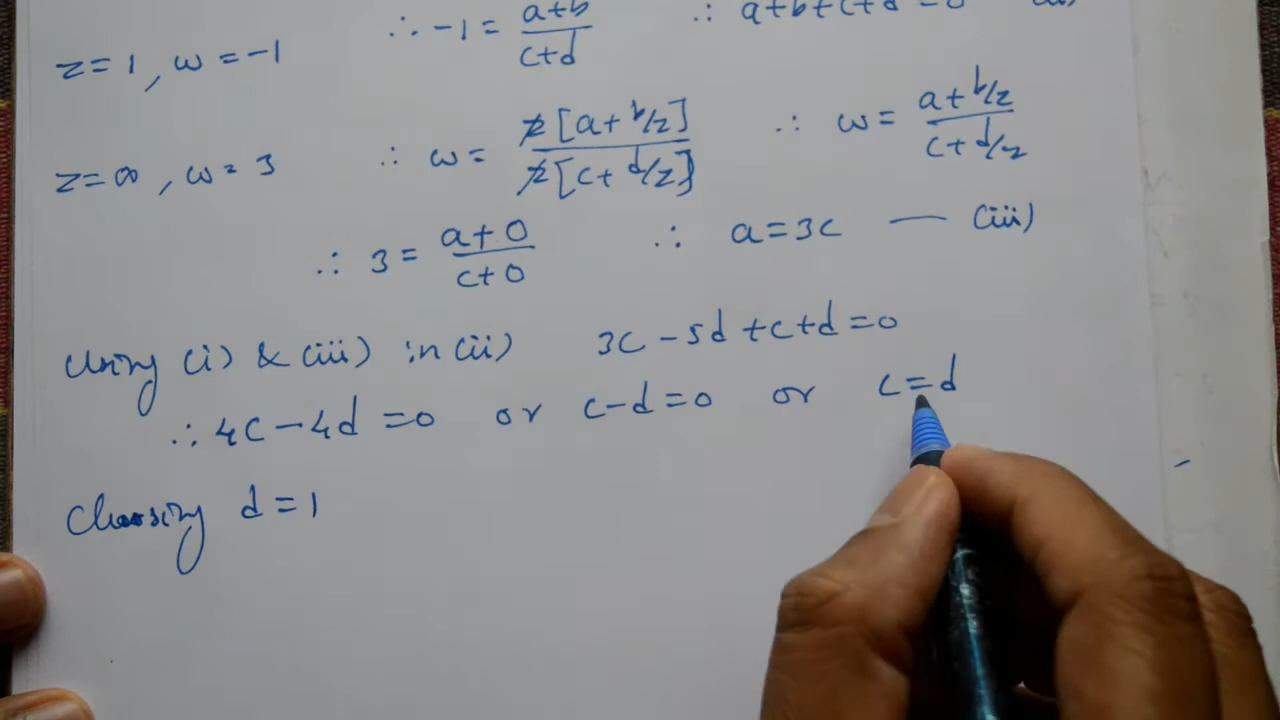 z=1, w=-1 ∴ -1 = (a+b)/(c+d) ∴ a+b+c+d=0
z=∞, w=3 ∴ w= z[a+b/z]/z[c+d/z] ∴ w= (a+b/z)/(c+d/z)
∴ 3 = (a+0)/(c+0) ∴ a=3c — (iii)
Using (i) & (iii) in (ii) 3c-5d+c+d=0
∴ 4c-4d=0 or c-d=0 or c=d
Choosing d=1